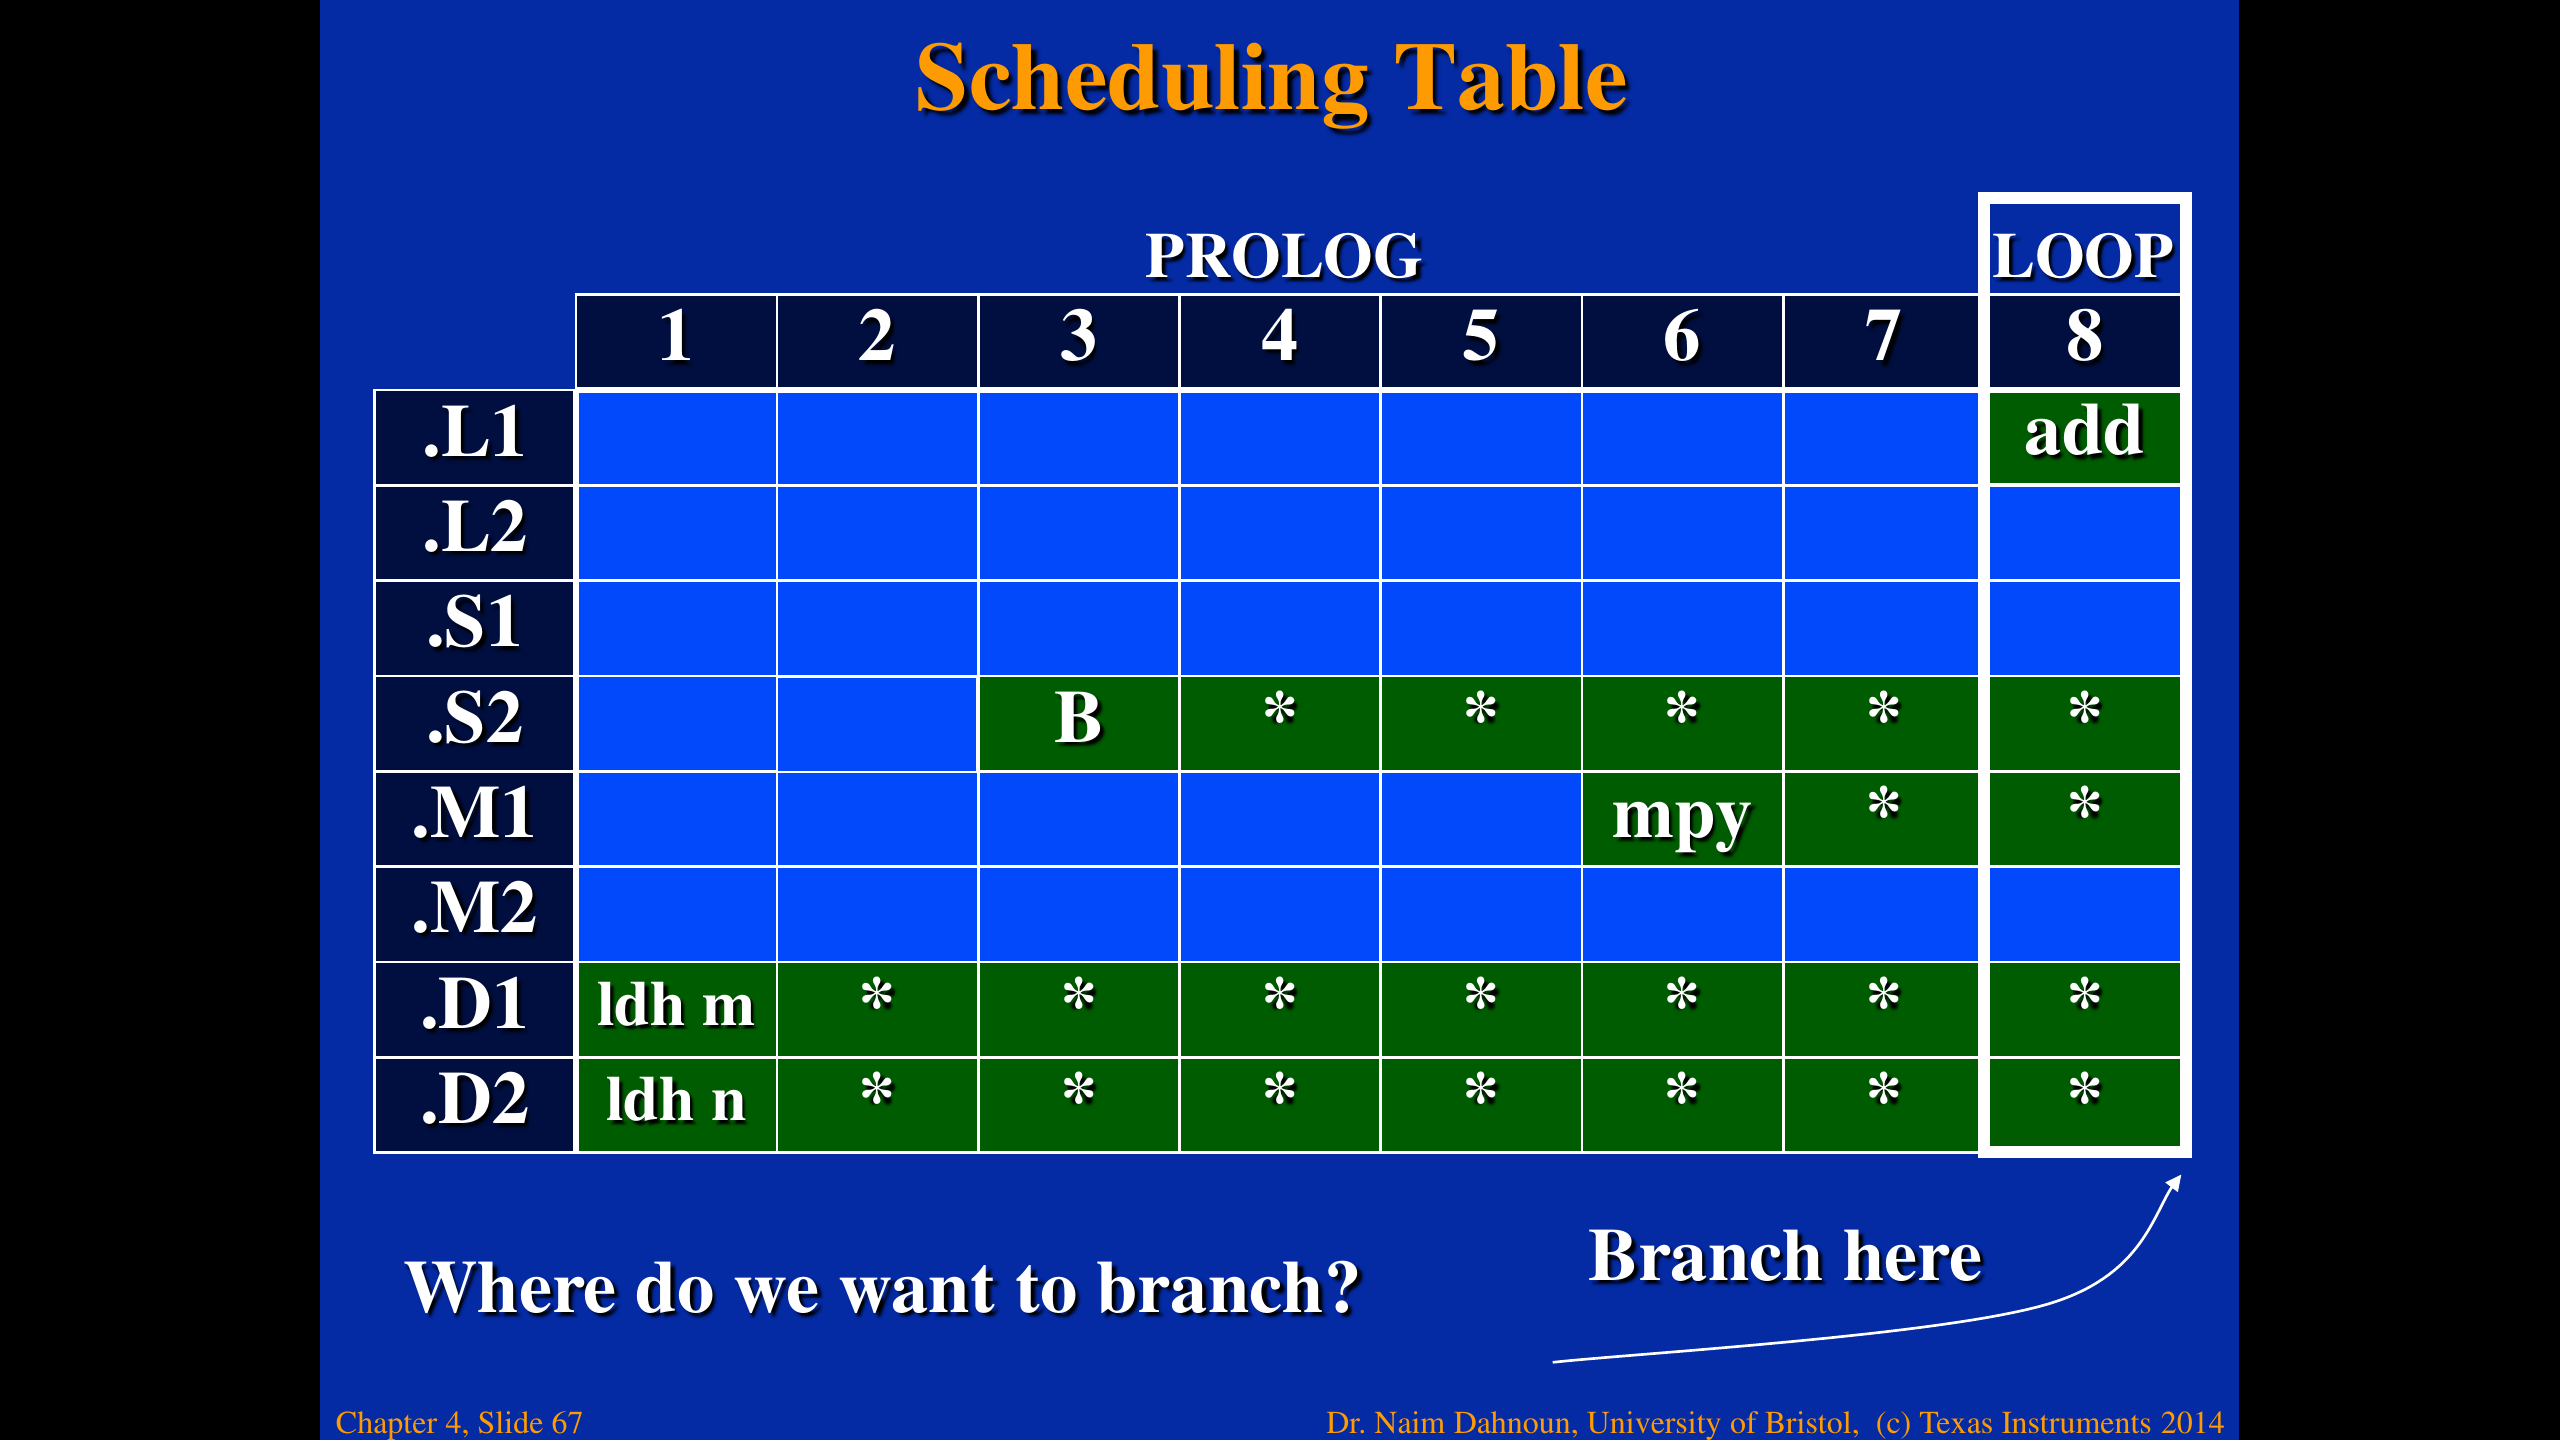 Scheduling Table
PROLOG LOOP
1 2 3 4 5 6 7 8
.L1 add
.L2
.S1
.S2 B * * * * *
.M1 mpy * *
.M2
.D1 ldh m * * * * * * *
.D2 ldh n * * * * * * *
Where do we want to branch?
Branch here
Chapter 4, Slide 67
Dr. Naim Dahnoun, University of Bristol, (c) Texas Instruments 2014